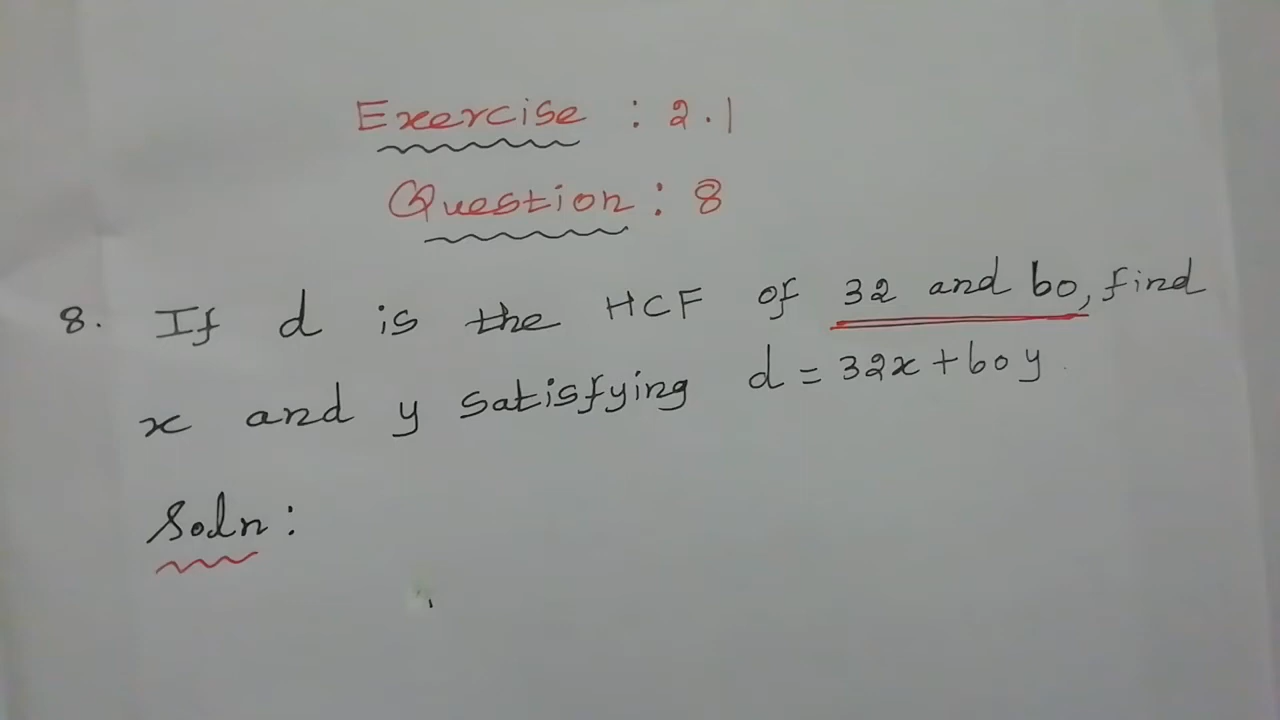 Exercise : 2.1
Question : 8
8. If d is the HCF of 32 and 60, find
x and y satisfying d = 32x + 60y
Soln :